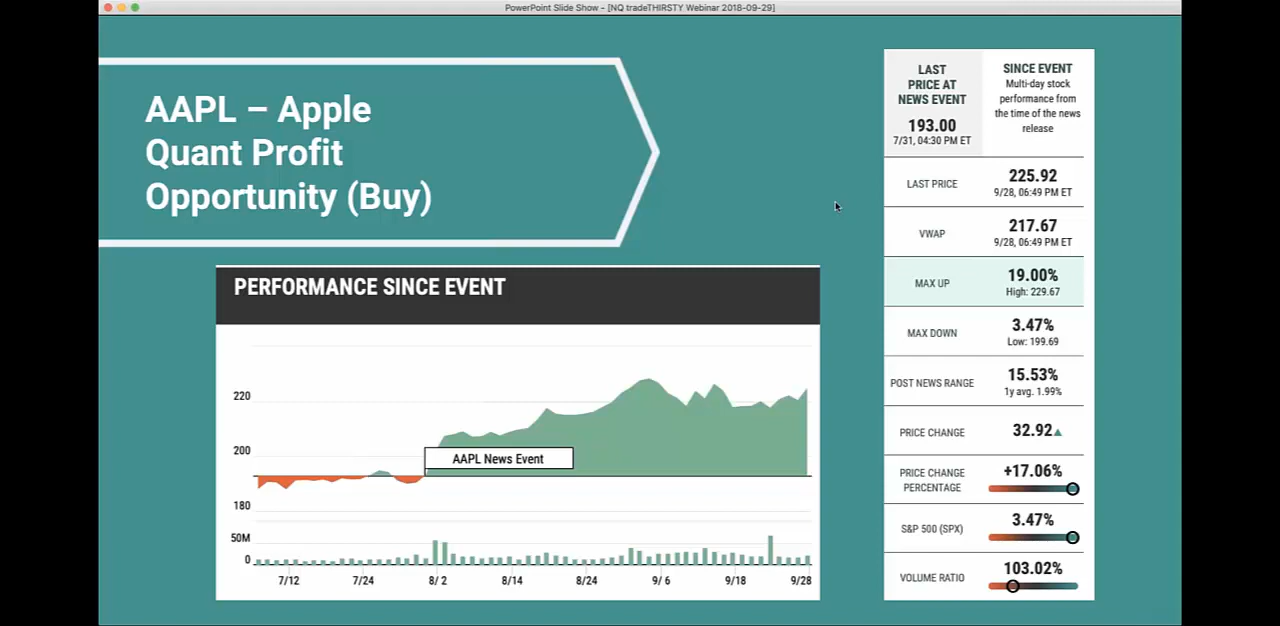 PowerPoint Slide Show - [NQ tradeTHIRSTY Webinar 2018-09-29]
AAPL – Apple
Quant Profit
Opportunity (Buy)
PERFORMANCE SINCE EVENT
220
200
180
50M
0
AAPL News Event
7/12
7/24
8/ 2
8/14
8/24
9/ 6
9/18
9/28
LAST
PRICE AT
NEWS EVENT
193.00
7/31, 04:30 PM ET
SINCE EVENT
Multi-day stock
performance from
the time of the news
release
LAST PRICE
225.92
9/28, 06:49 PM ET
VWAP
217.67
9/28, 06:49 PM ET
MAX UP
19.00%
High: 229.67
MAX DOWN
3.47%
Low: 199.69
POST NEWS RANGE
15.53%
1y avg. 1.99%
PRICE CHANGE
32.92▲
PRICE CHANGE
PERCENTAGE
+17.06%
S&P 500 (SPX)
3.47%
VOLUME RATIO
103.02%